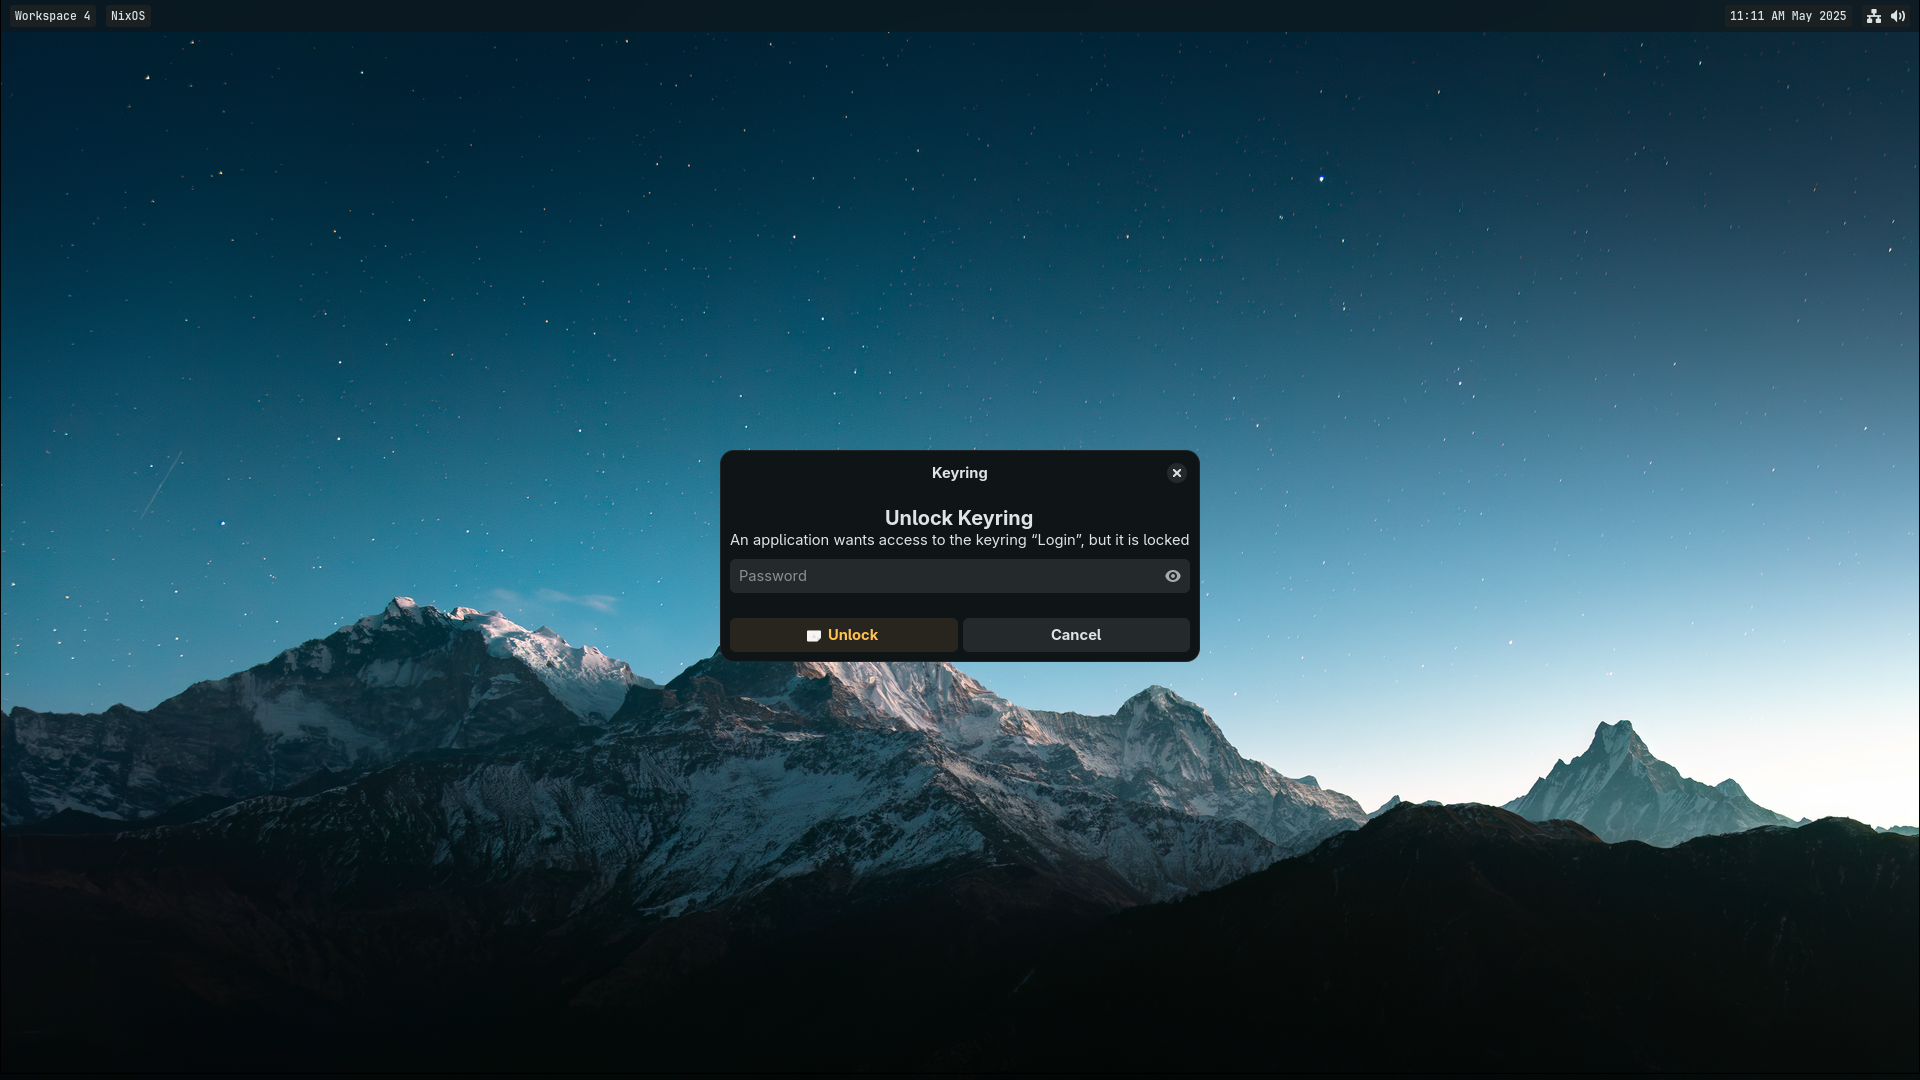 Workspace 4 NixOS 11:11 AM May 2025
Keyring
Unlock Keyring
An application wants access to the keyring “Login”, but it is locked
Password
Unlock Cancel